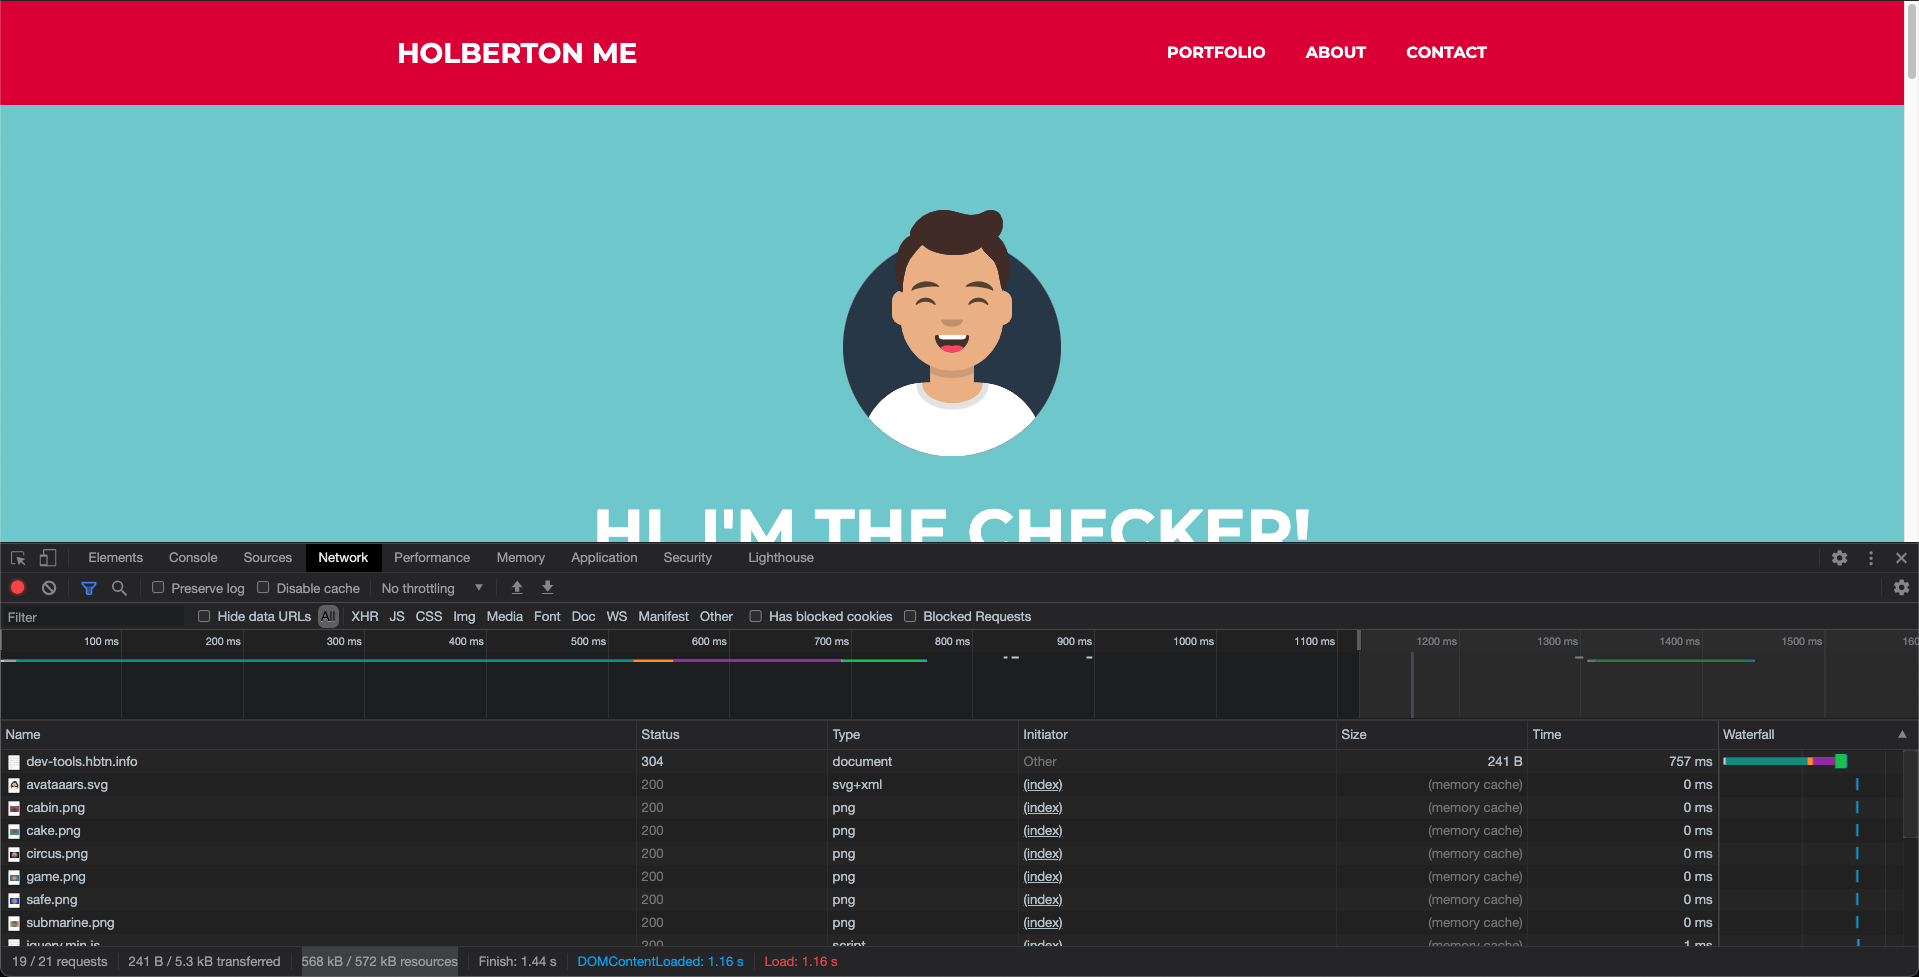 HOLBERTON ME
PORTFOLIO ABOUT CONTACT
HI, I'M THE CHECKER!
Elements Console Sources Network Performance Memory Application Security Lighthouse
Preserve log Disable cache No throttling
Filter Hide data URLs All XHR JS CSS Img Media Font Doc WS Manifest Other Has blocked cookies Blocked Requests
100 ms 200 ms 300 ms 400 ms 500 ms 600 ms 700 ms 800 ms 900 ms 1000 ms 1100 ms 1200 ms 1300 ms 1400 ms 1500 ms
Name Status Type Initiator Size Time Waterfall
dev-tools.hbtn.info 304 document Other 241 B 757 ms
avataaars.svg 200 svg+xml (index) (memory cache) 0 ms
cabin.png 200 png (index) (memory cache) 0 ms
cake.png 200 png (index) (memory cache) 0 ms
circus.png 200 png (index) (memory cache) 0 ms
game.png 200 png (index) (memory cache) 0 ms
safe.png 200 png (index) (memory cache) 0 ms
submarine.png 200 png (index) (memory cache) 0 ms
jquery.min.js 200 script (index) (memory cache) 1 ms
19 / 21 requests 241 B / 5.3 kB transferred 568 kB / 572 kB resources Finish: 1.44 s DOMContentLoaded: 1.16 s Load: 1.16 s